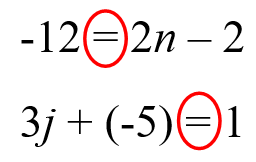 -12 = 2n – 2
3j + (-5) = 1